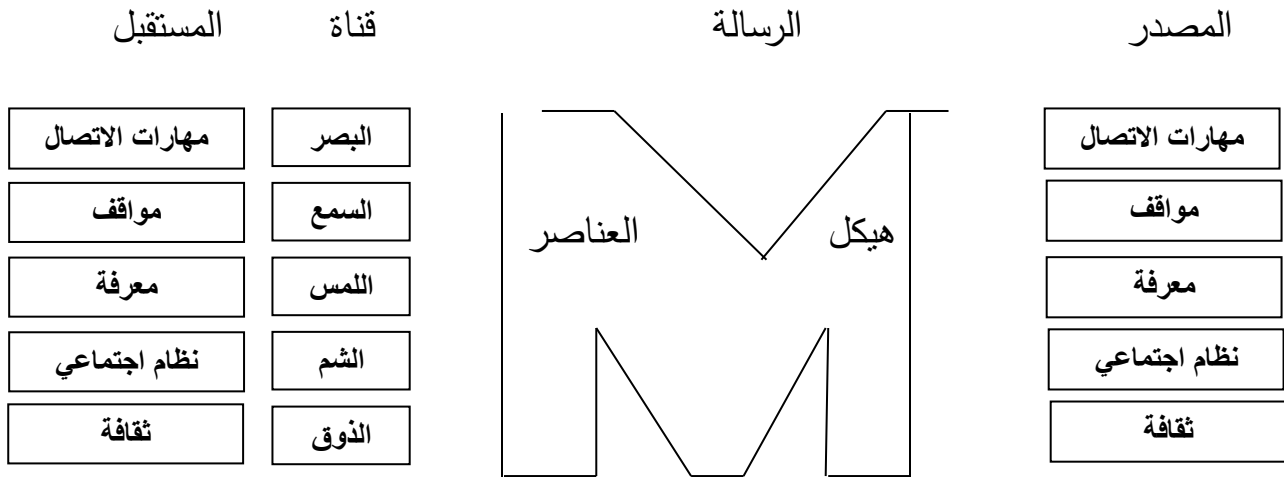 المصدر
الرسالة
قناة
المستقبل
مهارات الاتصال
مواقف
معرفة
نظام اجتماعي
ثقافة
هيكل
العناصر
البصر
السمع
اللمس
الشم
الذوق
مهارات الاتصال
مواقف
معرفة
نظام اجتماعي
ثقافة